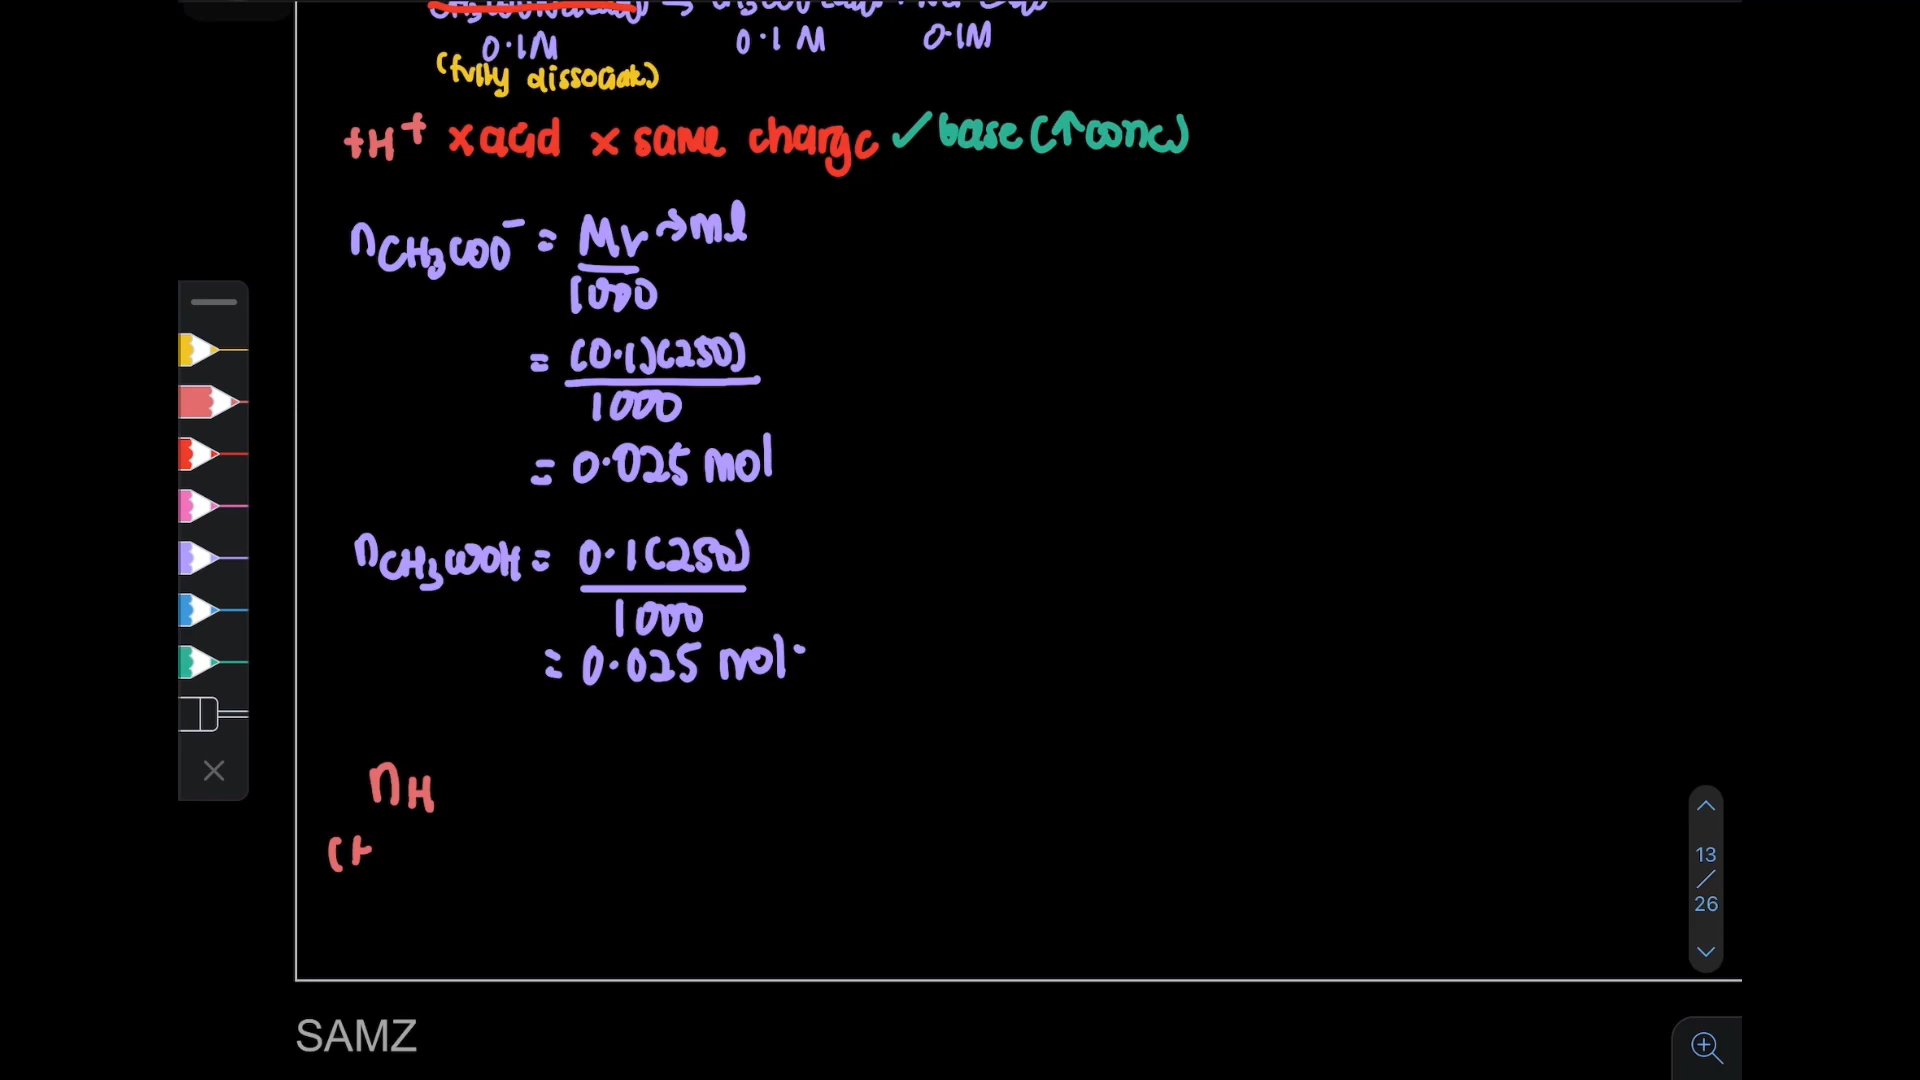 0.1M 0.1 M 0.1M
(fully dissociate)
+H⁺ × acid × same charge ✓ base (↑conc)
nCH₃COO⁻ = MV → ml
1000
= (0.1)(250)
1000
= 0.025 mol
nCH₃COOH = 0.1(250)
1000
= 0.025 mol.
nH
(H
13
/
26
SAMZ